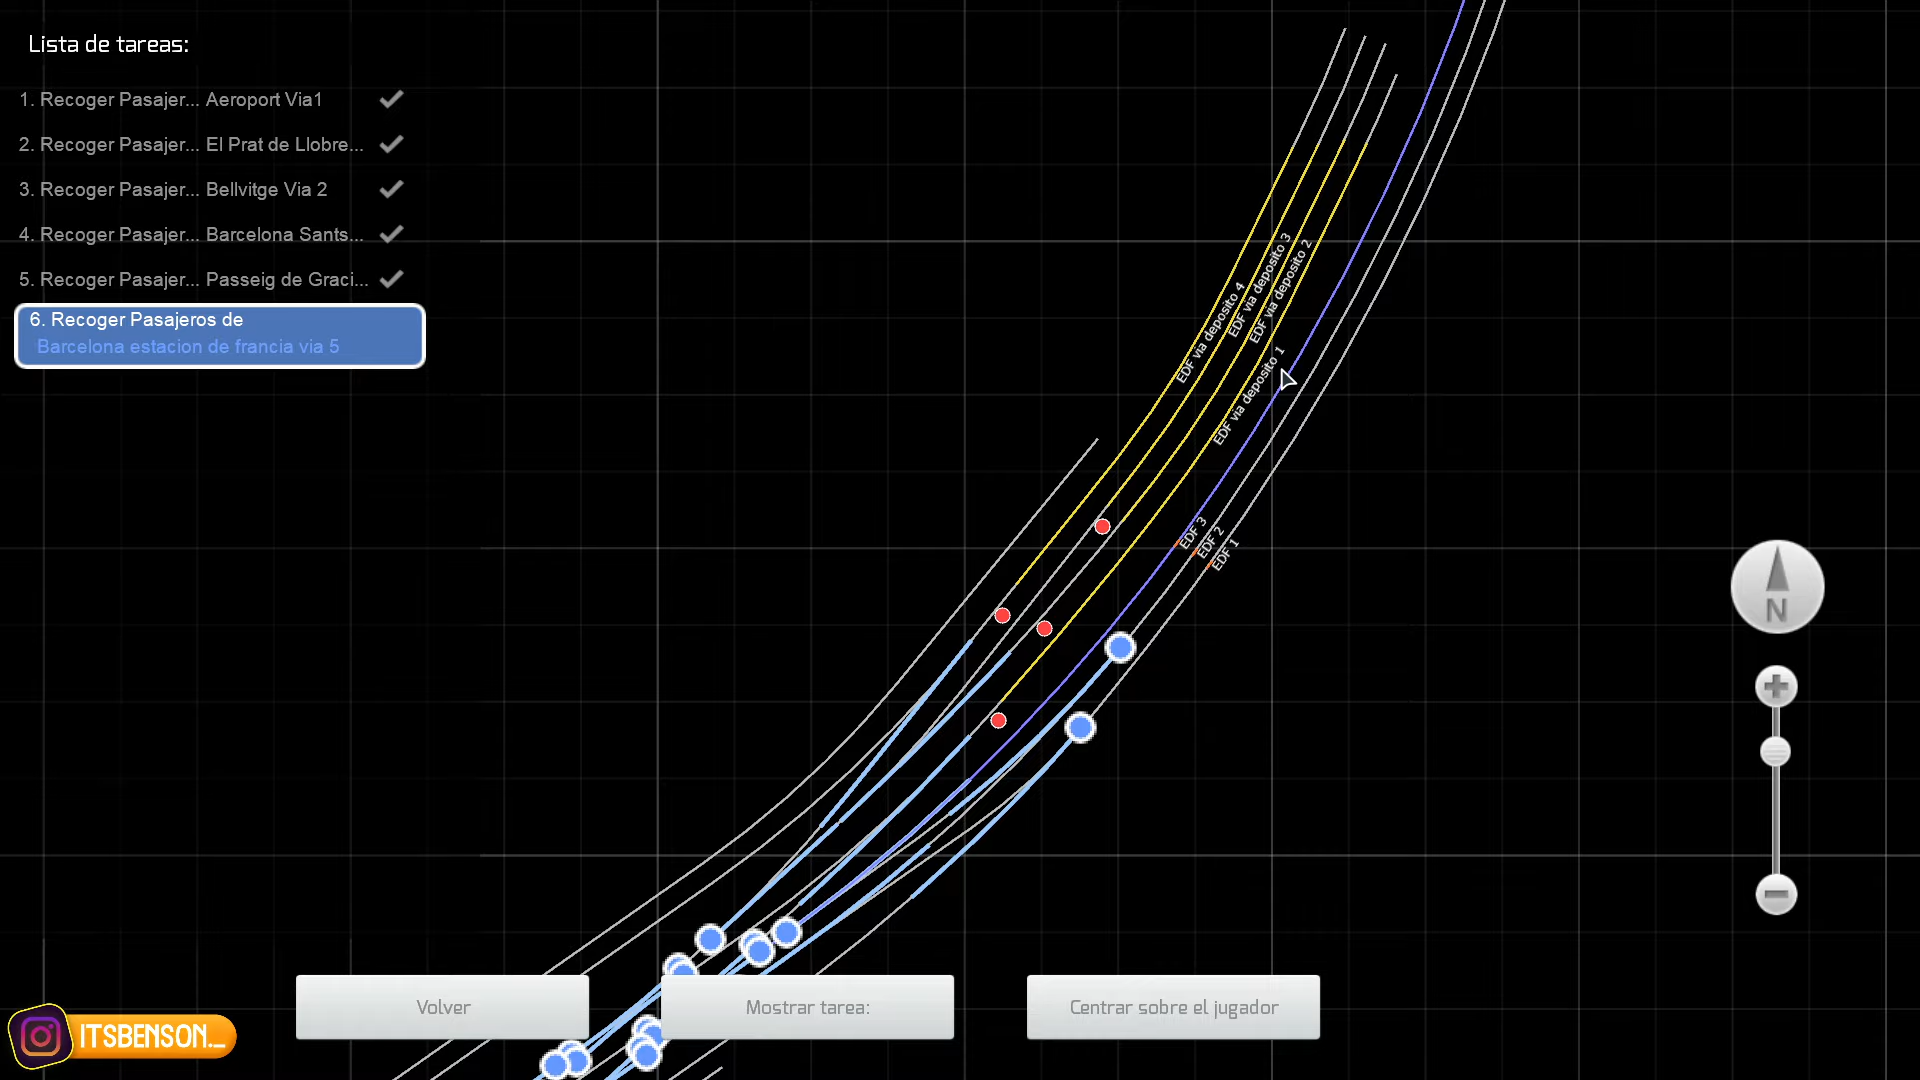 Lista de tareas:
1. Recoger Pasajer... Aeroport Via1
2. Recoger Pasajer... El Prat de Llobre...
3. Recoger Pasajer... Bellvitge Via 2
4. Recoger Pasajer... Barcelona Sants...
5. Recoger Pasajer... Passeig de Graci...
6. Recoger Pasajeros de
Barcelona estacion de francia via 5
EDF via deposito 4
EDF via deposito 3
EDF via deposito 2
EDF via deposito 1
EDF 3
EDF 2
EDF 1
N
Volver
Mostrar tarea:
Centrar sobre el jugador
ITSBENSON._